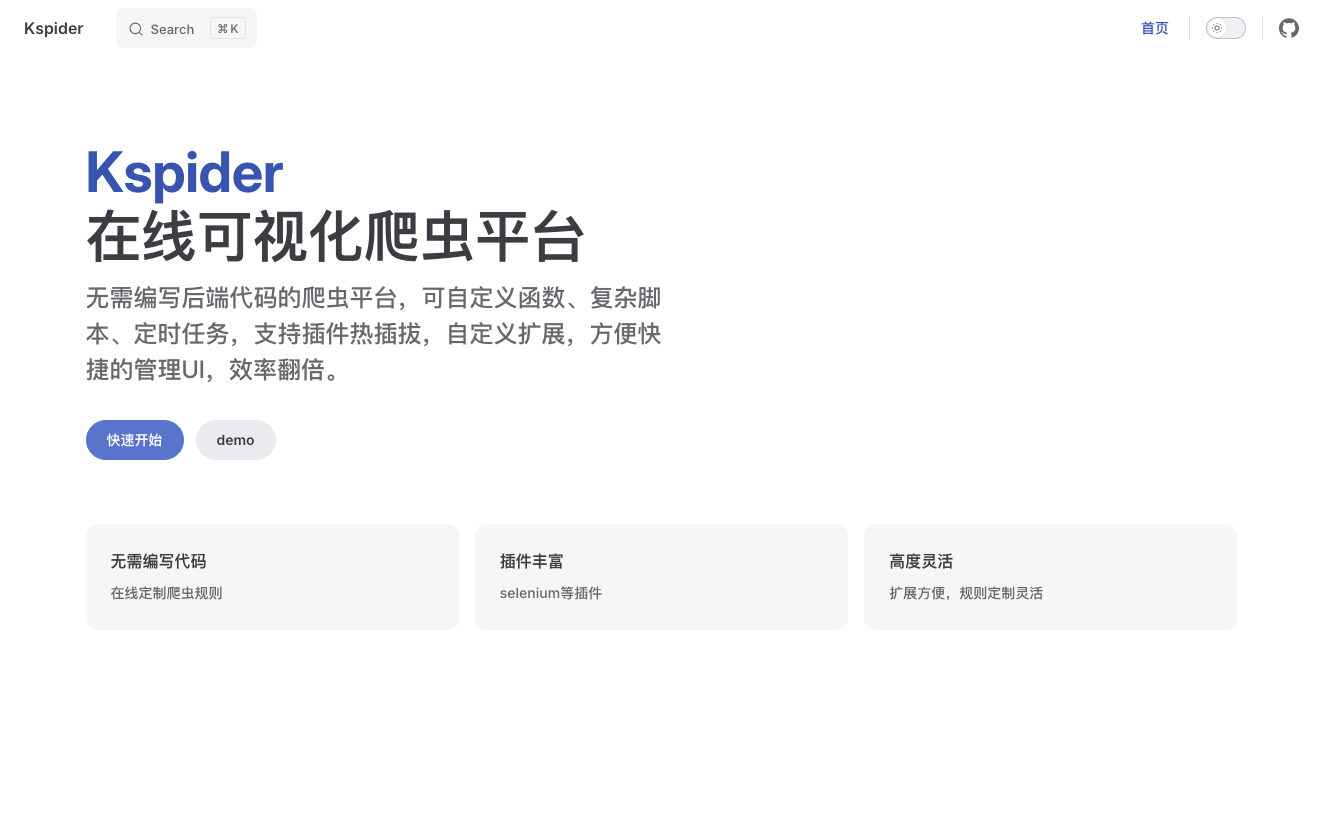 Kspider
Search ⌘ K
首页
Kspider
在线可视化爬虫平台
无需编写后端代码的爬虫平台，可自定义函数、复杂脚
本、定时任务，支持插件热插拔，自定义扩展，方便快
捷的管理UI，效率翻倍。
快速开始
demo
无需编写代码
在线定制爬虫规则
插件丰富
selenium等插件
高度灵活
扩展方便，规则定制灵活